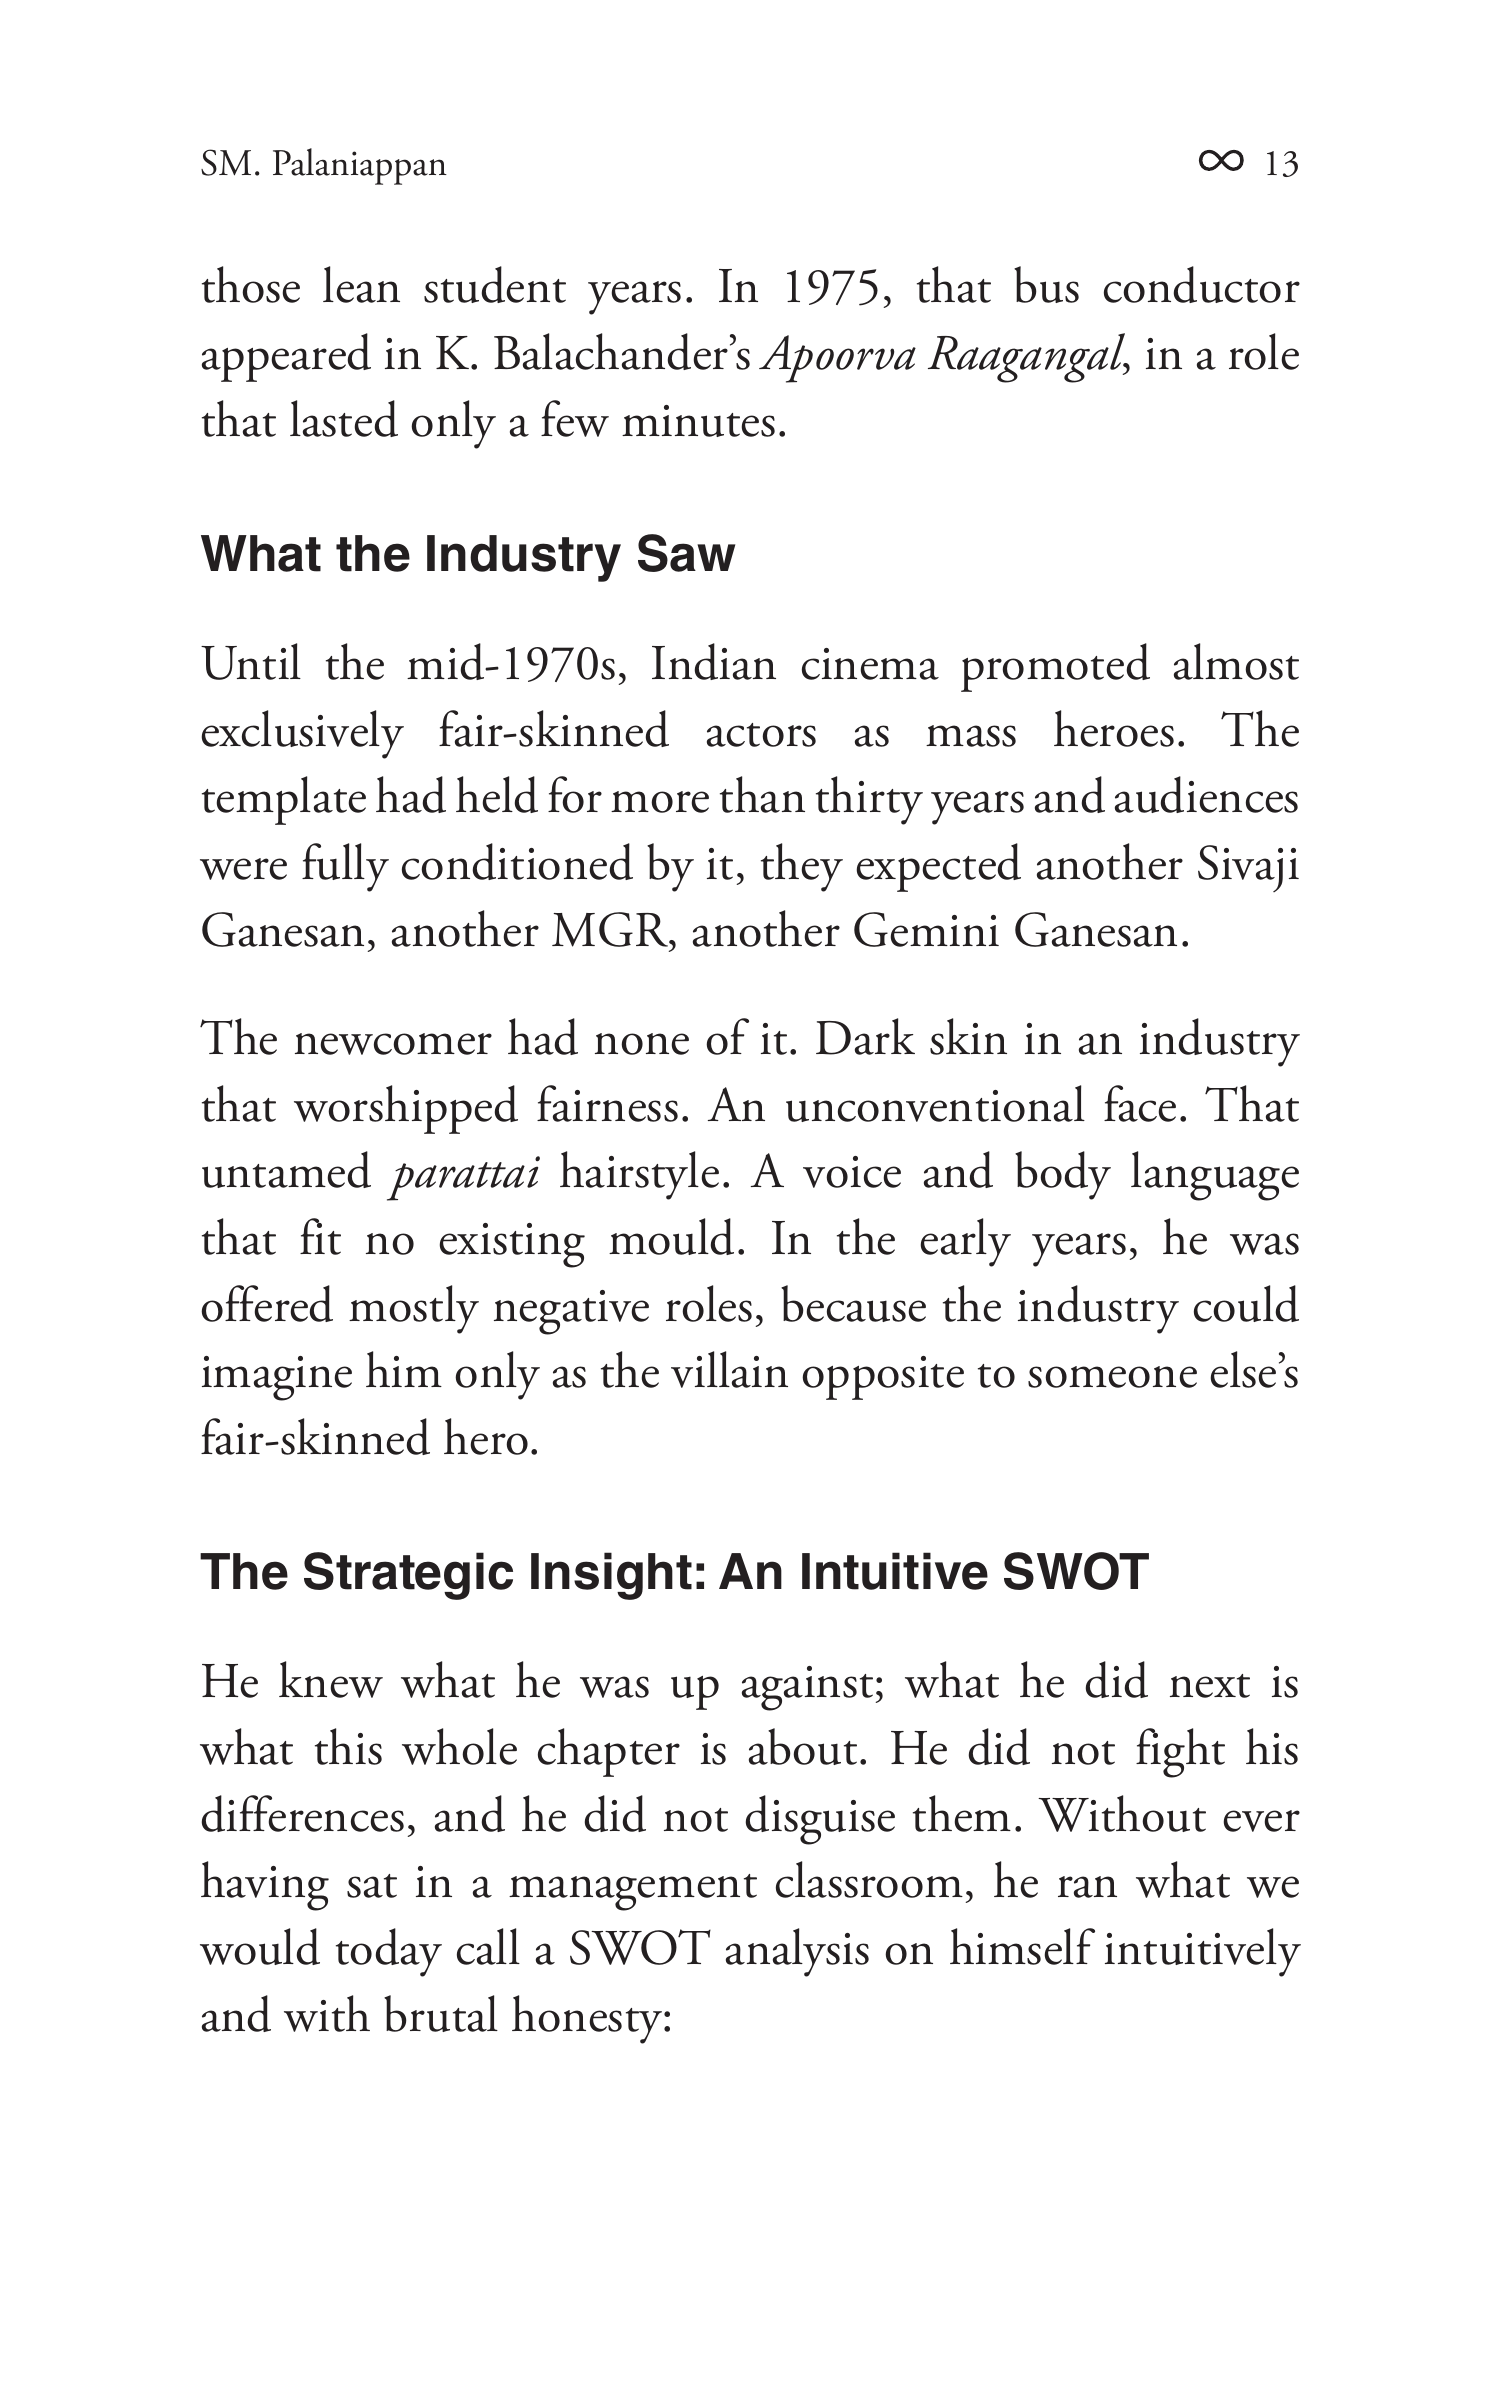 SM. Palaniappan ∞ 13
those lean student years. In 1975, that bus conductor
appeared in K. Balachander’s Apoorva Raagangal, in a role
that lasted only a few minutes.
What the Industry Saw
Until the mid-1970s, Indian cinema promoted almost
exclusively fair-skinned actors as mass heroes. The
template had held for more than thirty years and audiences
were fully conditioned by it, they expected another Sivaji
Ganesan, another MGR, another Gemini Ganesan.
The newcomer had none of it. Dark skin in an industry
that worshipped fairness. An unconventional face. That
untamed parattai hairstyle. A voice and body language
that fit no existing mould. In the early years, he was
offered mostly negative roles, because the industry could
imagine him only as the villain opposite to someone else’s
fair-skinned hero.
The Strategic Insight: An Intuitive SWOT
He knew what he was up against; what he did next is
what this whole chapter is about. He did not fight his
differences, and he did not disguise them. Without ever
having sat in a management classroom, he ran what we
would today call a SWOT analysis on himself intuitively
and with brutal honesty: